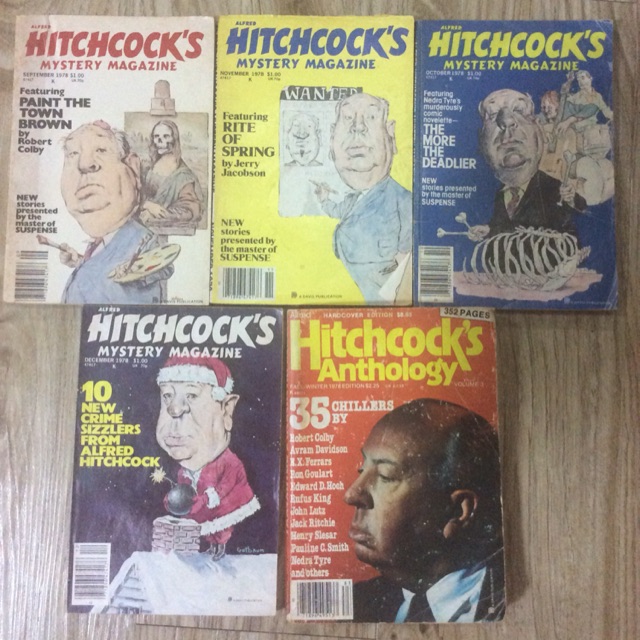 ALFRED
HITCHCOCK'S
MYSTERY MAGAZINE
SEPTEMBER 1978 $1.00
Featuring
PAINT THE
TOWN
BROWN
by
Robert
Colby
NEW
stories
presented
by the
master of
SUSPENSE
ALFRED
HITCHCOCK'S
MYSTERY MAGAZINE
NOVEMBER 1978 $1.00
WANTED
Featuring
RITE
OF
SPRING
by Jerry
Jacobson
NEW
stories
presented by
the master of
SUSPENSE
A DAVIS PUBLICATION
ALFRED
HITCHCOCK'S
MYSTERY MAGAZINE
OCTOBER 1978 $1.00
Featuring
Nedra Tyre's
murderously
comic
novelette—
THE
MORE
THE
DEADLIER
NEW
stories presented
by the master of
SUSPENSE
ALFRED
HITCHCOCK'S
MYSTERY MAGAZINE
DECEMBER 1978 $1.00
10
NEW
CRIME
SIZZLERS
FROM
ALFRED
HITCHCOCK
HARDCOVER EDITION
352 PAGES
Hitchcock's
Anthology
WINTER 1978 EDITION $2.25
35 CHILLERS
BY
Robert Colby
Avram Davidson
E.X. Ferrars
Ron Goulart
Edward D. Hoch
Rufus King
John Lutz
Jack Ritchie
Henry Slesar
Pauline C. Smith
Nedra Tyre
and others